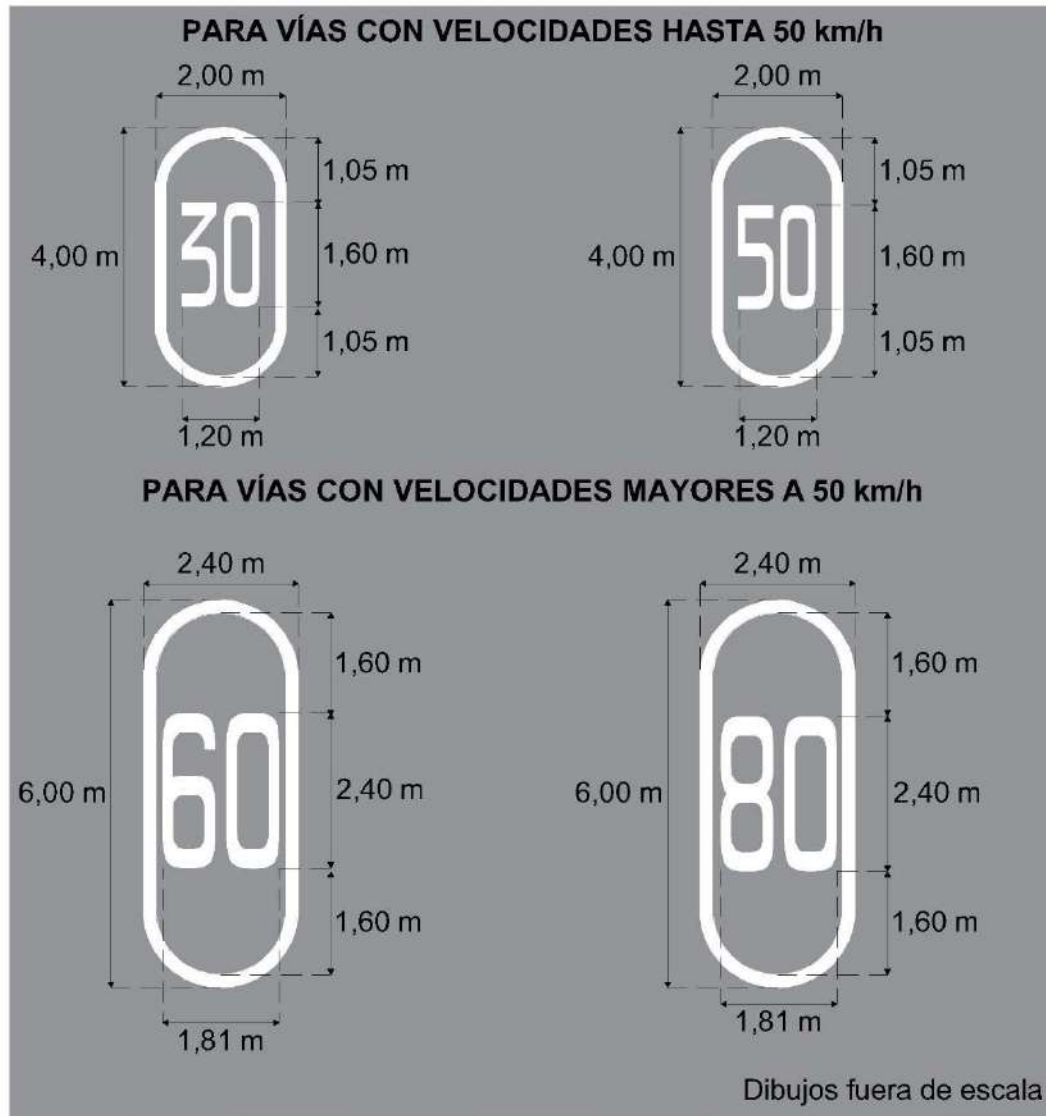 PARA VÍAS CON VELOCIDADES HASTA 50 km/h
2,00 m 2,00 m
1,05 m 1,05 m
30 50
4,00 m 1,60 m 4,00 m 1,60 m
1,05 m 1,05 m
1,20 m 1,20 m
PARA VÍAS CON VELOCIDADES MAYORES A 50 km/h
2,40 m 2,40 m
1,60 m 1,60 m
60 80
6,00 m 2,40 m 6,00 m 2,40 m
1,60 m 1,60 m
1,81 m 1,81 m
Dibujos fuera de escala